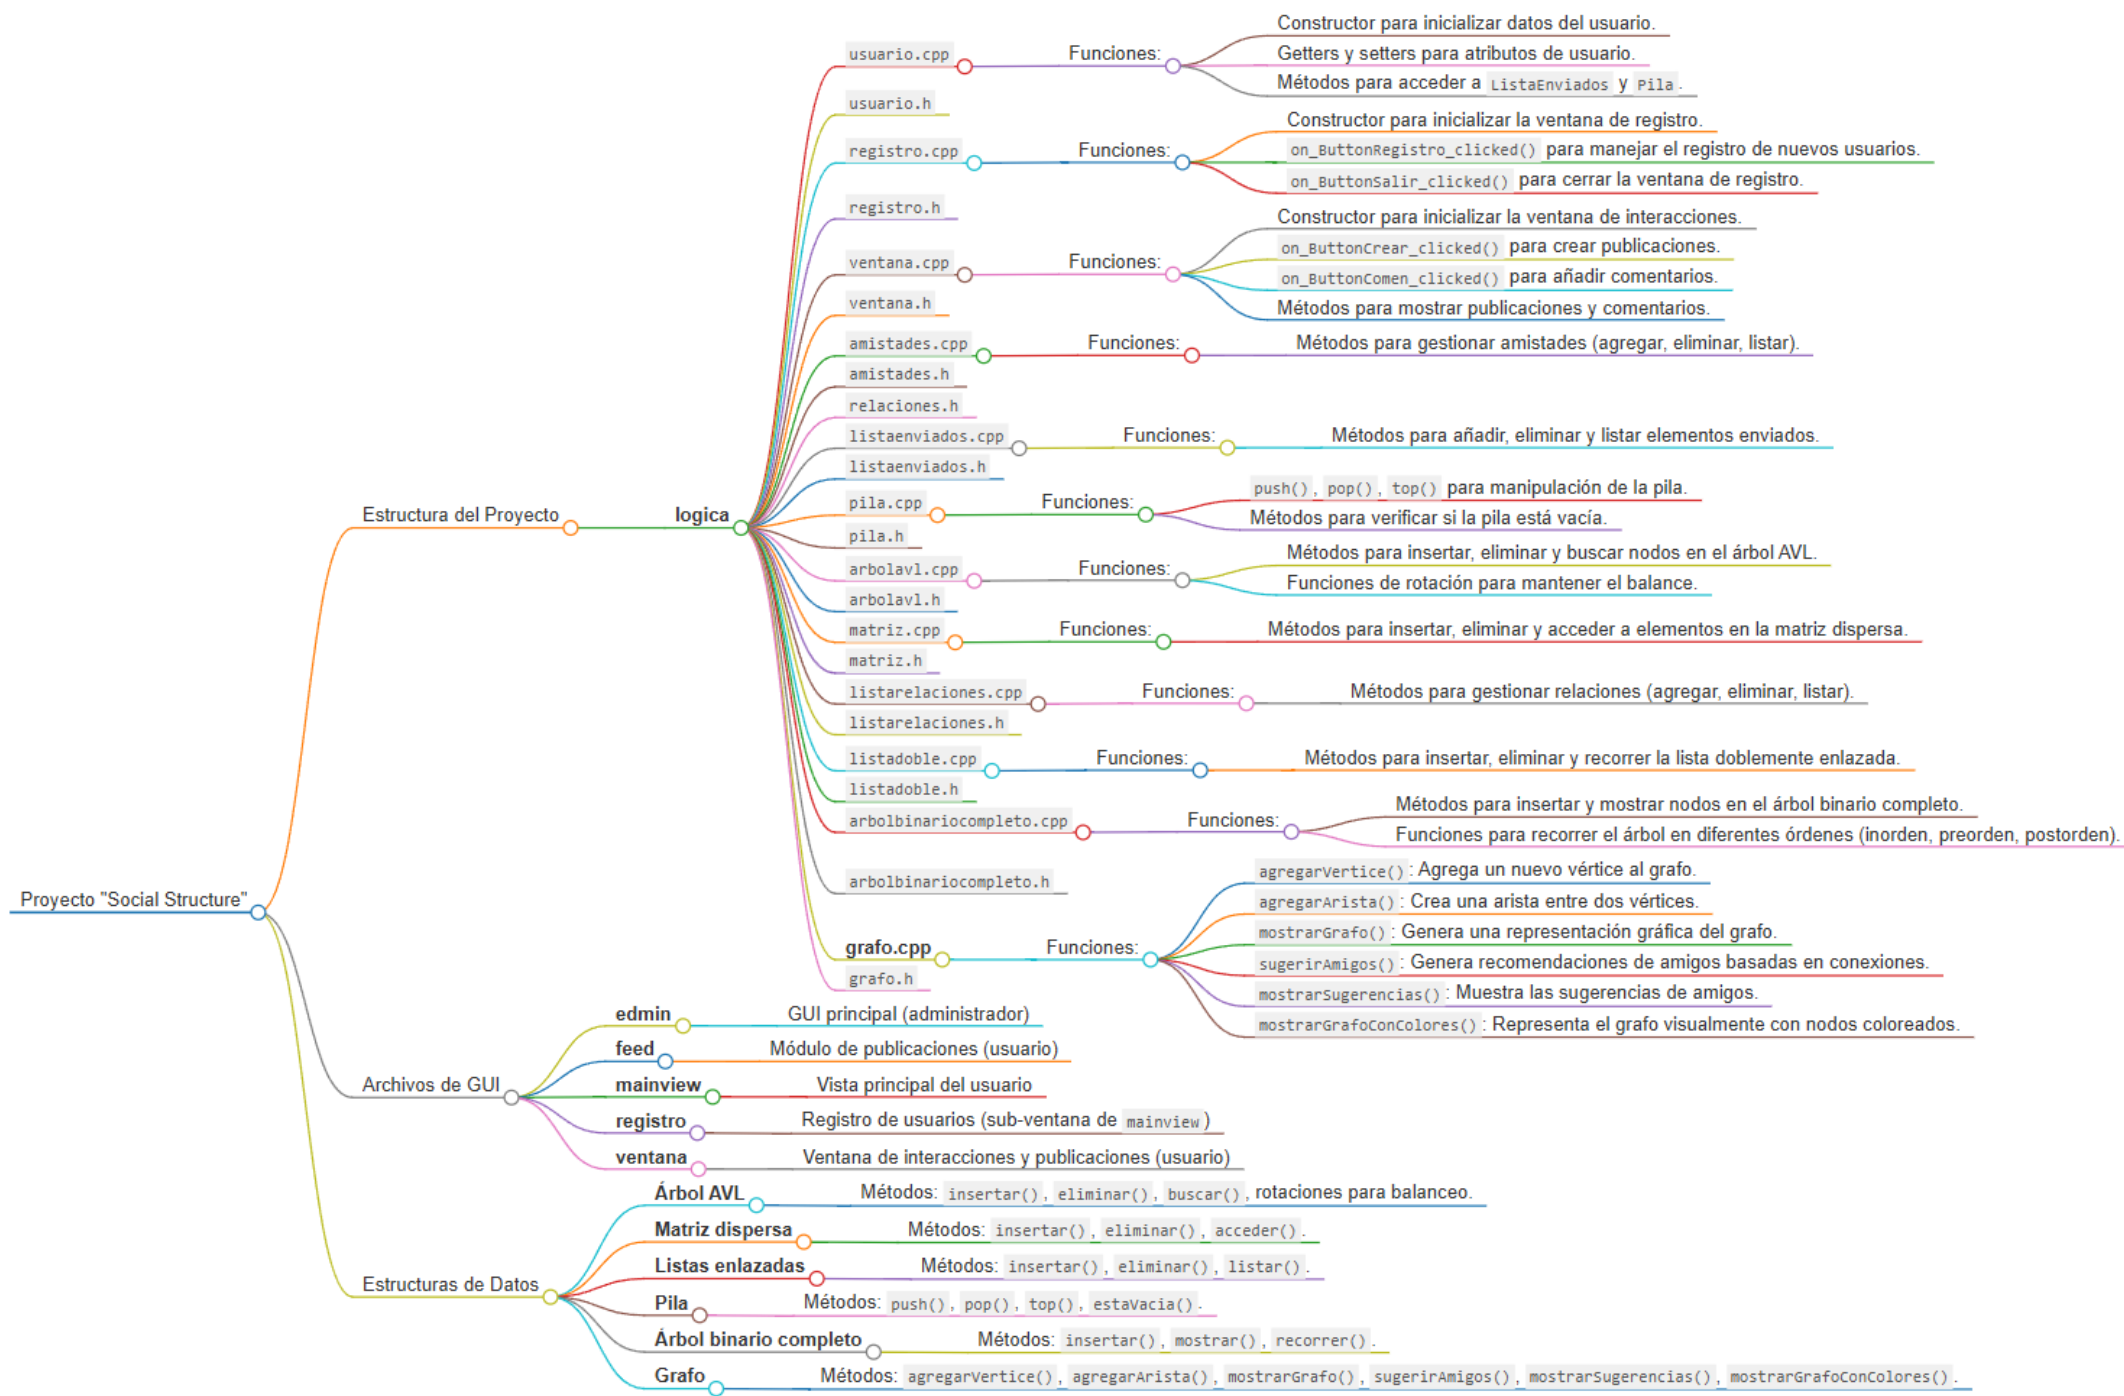 Proyecto "Social Structure"
Estructura del Proyecto
logica
usuario.cpp
Funciones:
Constructor para inicializar datos del usuario.
Getters y setters para atributos de usuario.
Métodos para acceder a ListaEnviados y Pila.
usuario.h
registro.cpp
Funciones:
Constructor para inicializar la ventana de registro.
on_ButtonRegistro_clicked() para manejar el registro de nuevos usuarios.
on_ButtonSalir_clicked() para cerrar la ventana de registro.
registro.h
ventana.cpp
Funciones:
Constructor para inicializar la ventana de interacciones.
on_ButtonCrear_clicked() para crear publicaciones.
on_ButtonComen_clicked() para añadir comentarios.
Métodos para mostrar publicaciones y comentarios.
ventana.h
amistades.cpp
Funciones:
Métodos para gestionar amistades (agregar, eliminar, listar).
amistades.h
relaciones.h
listaenviados.cpp
Funciones:
Métodos para añadir, eliminar y listar elementos enviados.
listaenviados.h
pila.cpp
Funciones:
push(), pop(), top() para manipulación de la pila.
Métodos para verificar si la pila está vacía.
pila.h
arbolavl.cpp
Funciones:
Métodos para insertar, eliminar y buscar nodos en el árbol AVL.
Funciones de rotación para mantener el balance.
arbolavl.h
matriz.cpp
Funciones:
Métodos para insertar, eliminar y acceder a elementos en la matriz dispersa.
matriz.h
listarelaciones.cpp
Funciones:
Métodos para gestionar relaciones (agregar, eliminar, listar).
listarelaciones.h
listadoble.cpp
Funciones:
Métodos para insertar, eliminar y recorrer la lista doblemente enlazada.
listadoble.h
arbolbinariocompleto.cpp
Funciones:
Métodos para insertar y mostrar nodos en el árbol binario completo.
Funciones para recorrer el árbol en diferentes órdenes (inorden, preorden, postorden).
arbolbinariocompleto.h
grafo.cpp
Funciones:
agregarVertice(): Agrega un nuevo vértice al grafo.
agregarArista(): Crea una arista entre dos vértices.
mostrarGrafo(): Genera una representación gráfica del grafo.
sugerirAmigos(): Genera recomendaciones de amigos basadas en conexiones.
mostrarSugerencias(): Muestra las sugerencias de amigos.
mostrarGrafoConColores(): Representa el grafo visualmente con nodos coloreados.
grafo.h
Archivos de GUI
edmin
GUI principal (administrador)
feed
Módulo de publicaciones (usuario)
mainview
Vista principal del usuario
registro
Registro de usuarios (sub-ventana de mainview)
ventana
Ventana de interacciones y publicaciones (usuario)
Estructuras de Datos
Árbol AVL
Métodos: insertar(), eliminar(), buscar(), rotaciones para balanceo.
Matriz dispersa
Métodos: insertar(), eliminar(), acceder().
Listas enlazadas
Métodos: insertar(), eliminar(), listar().
Pila
Métodos: push(), pop(), top(), estaVacia().
Árbol binario completo
Métodos: insertar(), mostrar(), recorrer().
Grafo
Métodos: agregarVertice(), agregarArista(), mostrarGrafo(), sugerirAmigos(), mostrarSugerencias(), mostrarGrafoConColores().